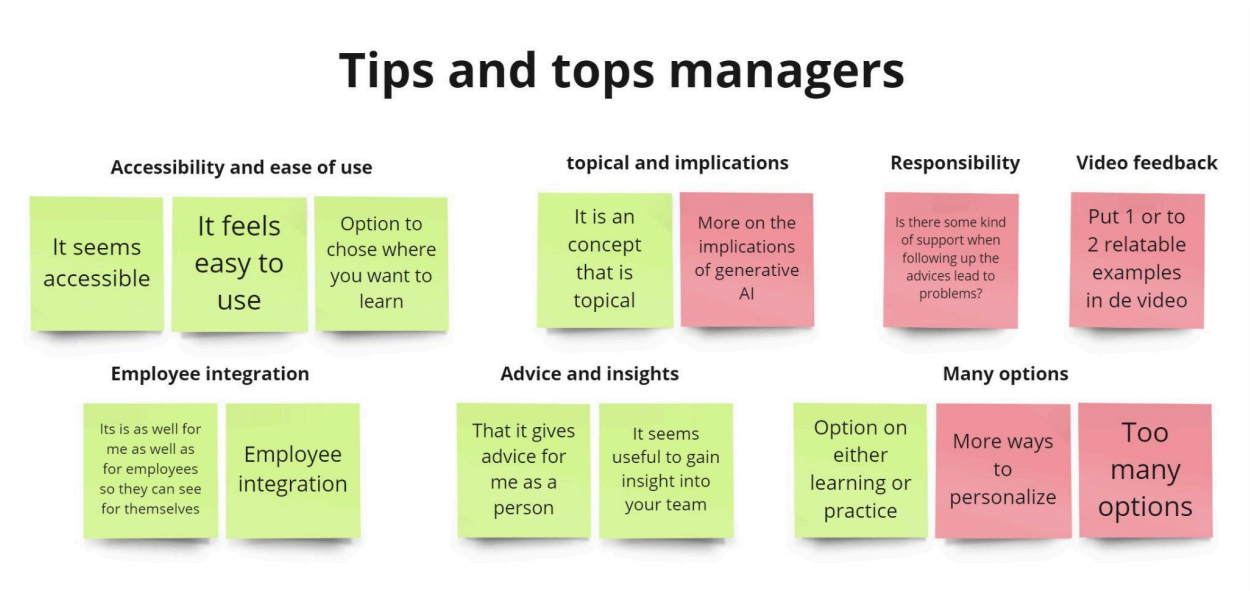 Tips and tops managers
Accessibility and ease of use
It seems
accessible
It feels
easy to
use
Option to
chose where
you want to
learn
topical and implications
It is an
concept
that is
topical
More on the
implications
of generative
AI
Responsibility
Is there some kind
of support when
following up the
advices lead to
problems?
Video feedback
Put 1 or to
2 relatable
examples
in de video
Employee integration
Its is as well for
me as well as
for employees
so they can see
for themselves
Employee
integration
Advice and insights
That it gives
advice for
me as a
person
It seems
useful to gain
insight into
your team
Many options
Option on
either
learning or
practice
More ways
to
personalize
Too
many
options